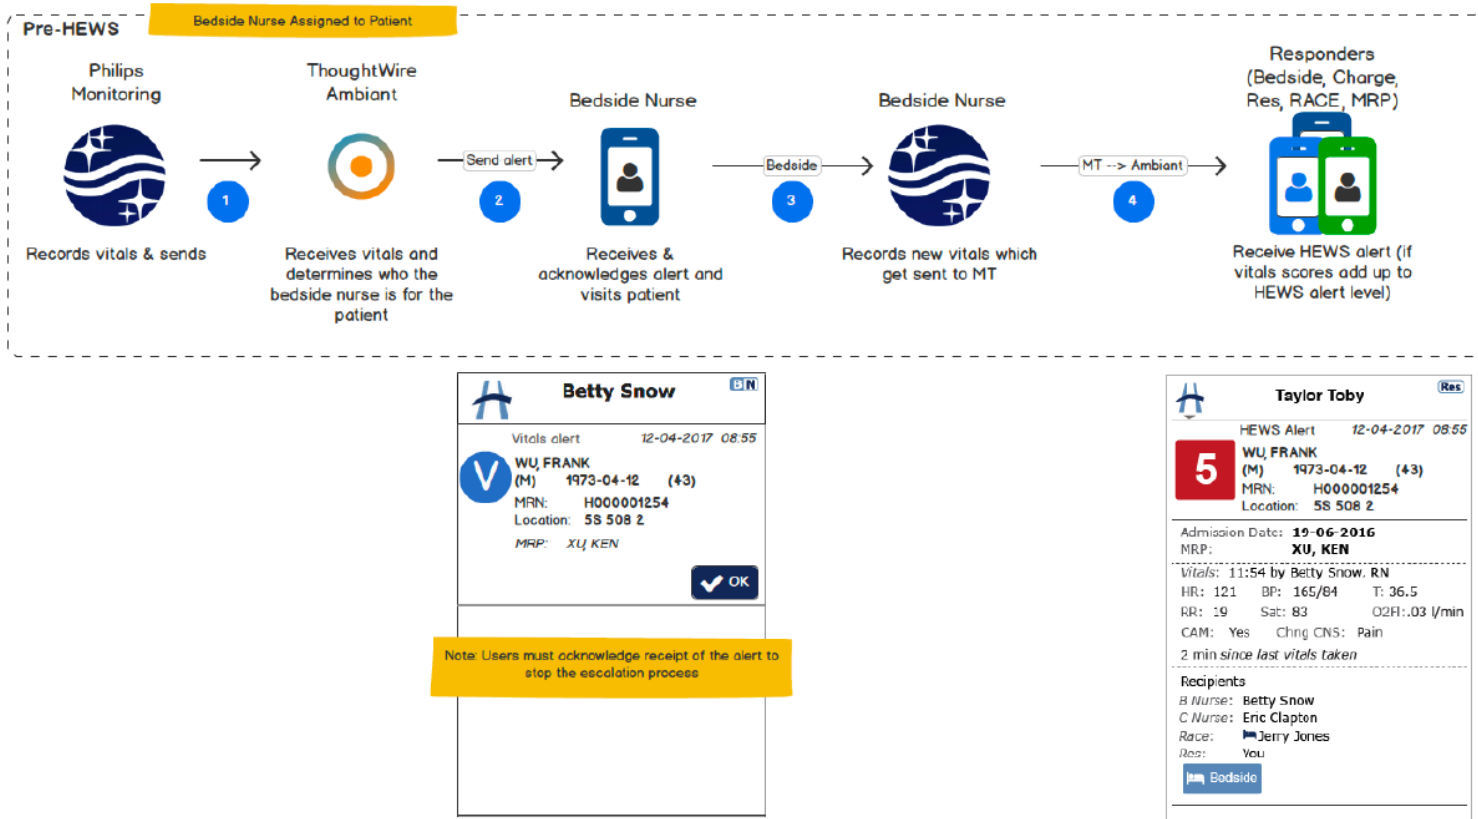 Pre-HEWS
Bedside Nurse Assigned to Patient
Philips
Monitoring
Records vitals & sends
1
ThoughtWire
Ambiant
Receives vitals and
determines who the
bedside nurse is for the
patient
Send alert
2
Bedside Nurse
Receives &
acknowledges alert and
visits patient
Bedside
3
Bedside Nurse
Records new vitals which
get sent to MT
MT --> Ambiant
4
Responders
(Bedside, Charge,
Res, RACE, MRP)
Receive HEWS alert (if
vitals scores add up to
HEWS alert level)
Betty Snow
B N
Vitals alert 12-04-2017 08:55
V
WU, FRANK
(M) 1973-04-12 (43)
MRN: H000001254
Location: 5S 508 2
MRP: XU, KEN
OK
Note: Users must acknowledge receipt of the alert to
stop the escalation process
Taylor Toby
Res
HEWS Alert 12-04-2017 08:55
5
WU, FRANK
(M) 1973-04-12 (43)
MRN: H000001254
Location: 5S 508 2
Admission Date: 19-06-2016
MRP: XU, KEN
Vitals: 11:54 by Betty Snow, RN
HR: 121 BP: 165/84 T: 36.5
RR: 19 Sat: 83 O2Fl:.03 l/min
CAM: Yes Chng CNS: Pain
2 min since last vitals taken
Recipients
B Nurse: Betty Snow
C Nurse: Eric Clapton
Race: Jerry Jones
Res: You
Bedside